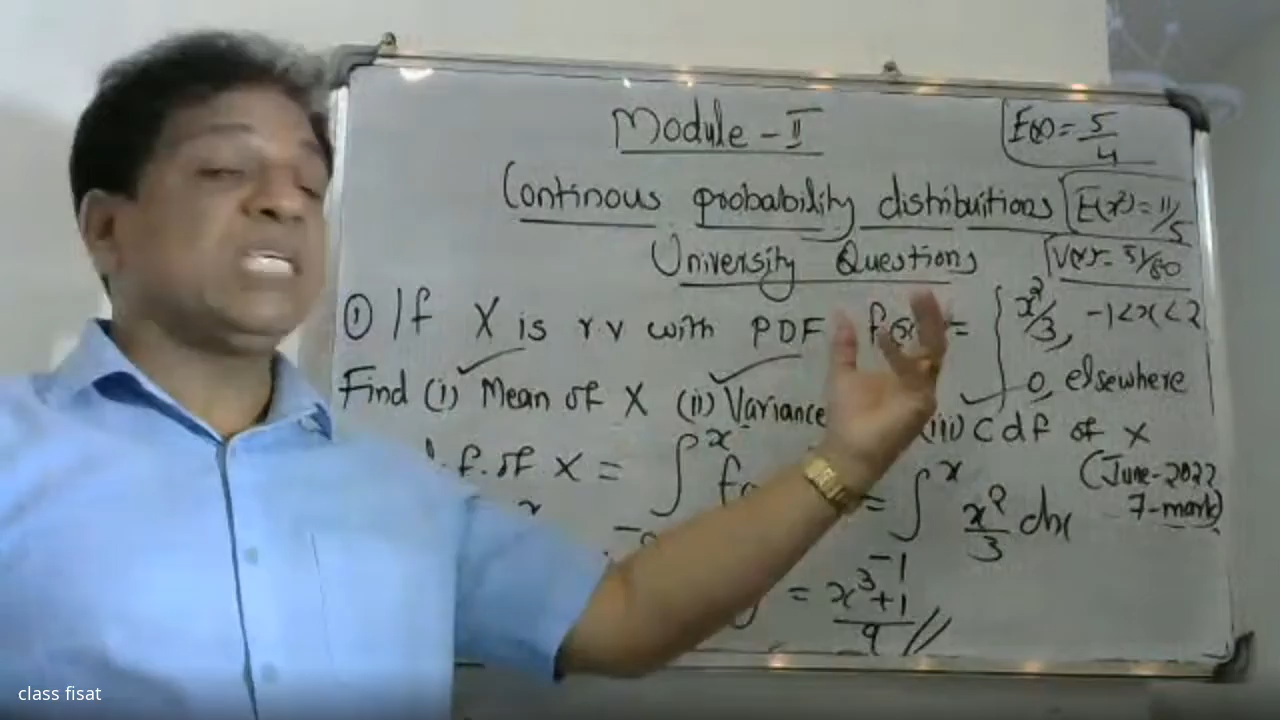 Module - II
E(x) = 5/4
Continous probability distribuitions
E(x²) = 11/5
University Questions
V(x) = 51/80
① If X is r v with PDF f(x) = { x²/3, -1<x<2
0, elsewhere
Find (i) Mean of X (ii) Variance (iii) Cdf of X
(June-2022
7-mark)
f. of X = ∫ x = ∫ x -1 x²/3 dx
= x³+1/9 //
class fisat